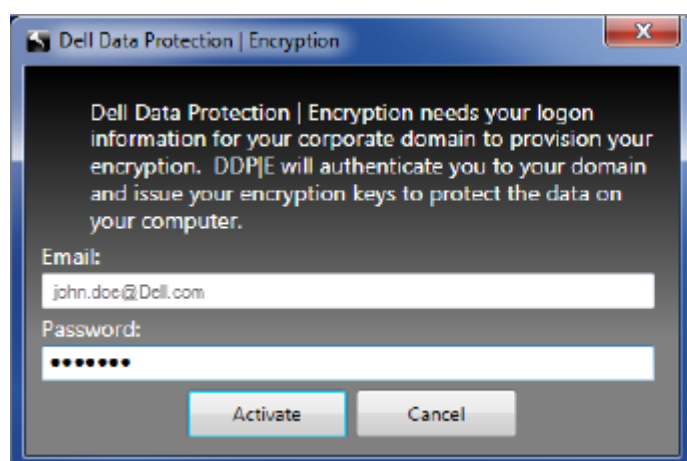 Dell Data Protection | Encryption
Dell Data Protection | Encryption needs your logon
information for your corporate domain to provision your
encryption.  DDP|E will authenticate you to your domain
and issue your encryption keys to protect the data on
your computer.
Email:
john.doe@Dell.com
Password:
•••••••
Activate
Cancel